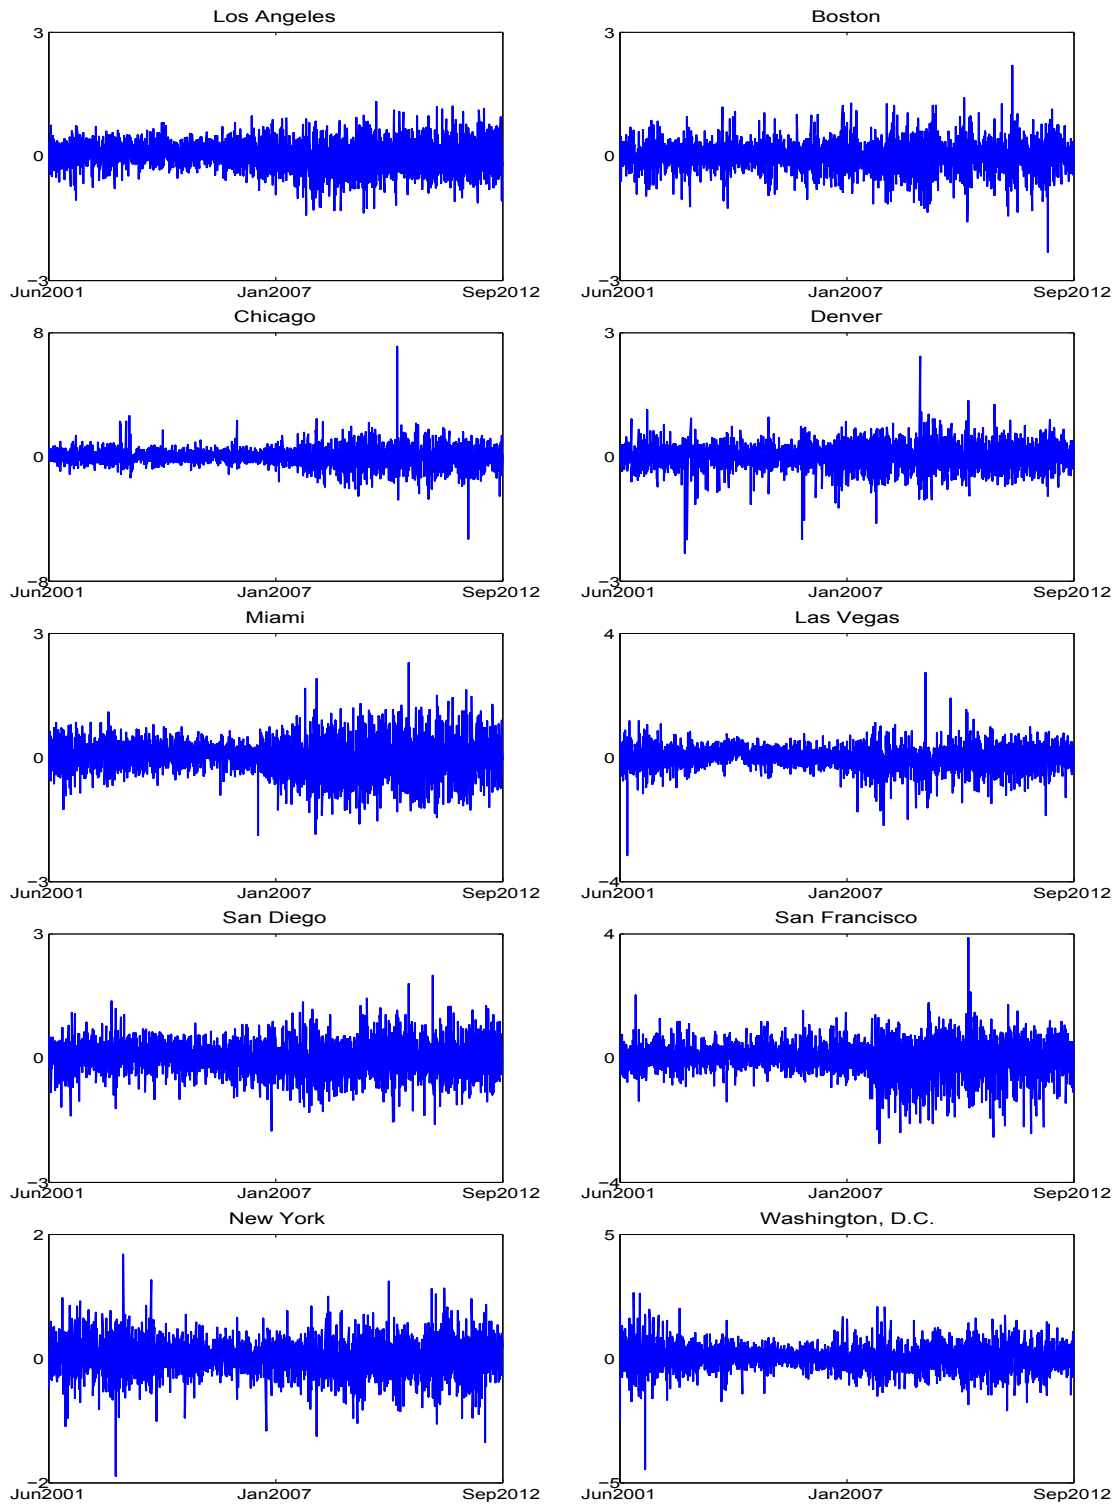 Los Angeles
3
0
−3
Jun2001 Jan2007 Sep2012
Boston
3
0
−3
Jun2001 Jan2007 Sep2012
Chicago
8
0
−8
Jun2001 Jan2007 Sep2012
Denver
3
0
−3
Jun2001 Jan2007 Sep2012
Miami
3
0
−3
Jun2001 Jan2007 Sep2012
Las Vegas
4
0
−4
Jun2001 Jan2007 Sep2012
San Diego
3
0
−3
Jun2001 Jan2007 Sep2012
San Francisco
4
0
−4
Jun2001 Jan2007 Sep2012
New York
2
0
−2
Jun2001 Jan2007 Sep2012
Washington, D.C.
5
0
−5
Jun2001 Jan2007 Sep2012